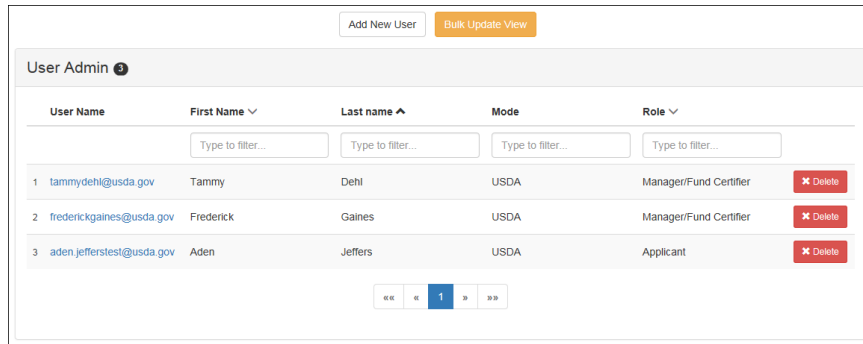 Add New User Bulk Update View
User Admin 3
User Name First Name Last name Mode Role
Type to filter... Type to filter... Type to filter... Type to filter...
1 tammydehl@usda.gov Tammy Dehl USDA Manager/Fund Certifier ✖ Delete
2 frederickgaines@usda.gov Frederick Gaines USDA Manager/Fund Certifier ✖ Delete
3 aden.jefferstest@usda.gov Aden Jeffers USDA Applicant ✖ Delete
«« « 1 » »»